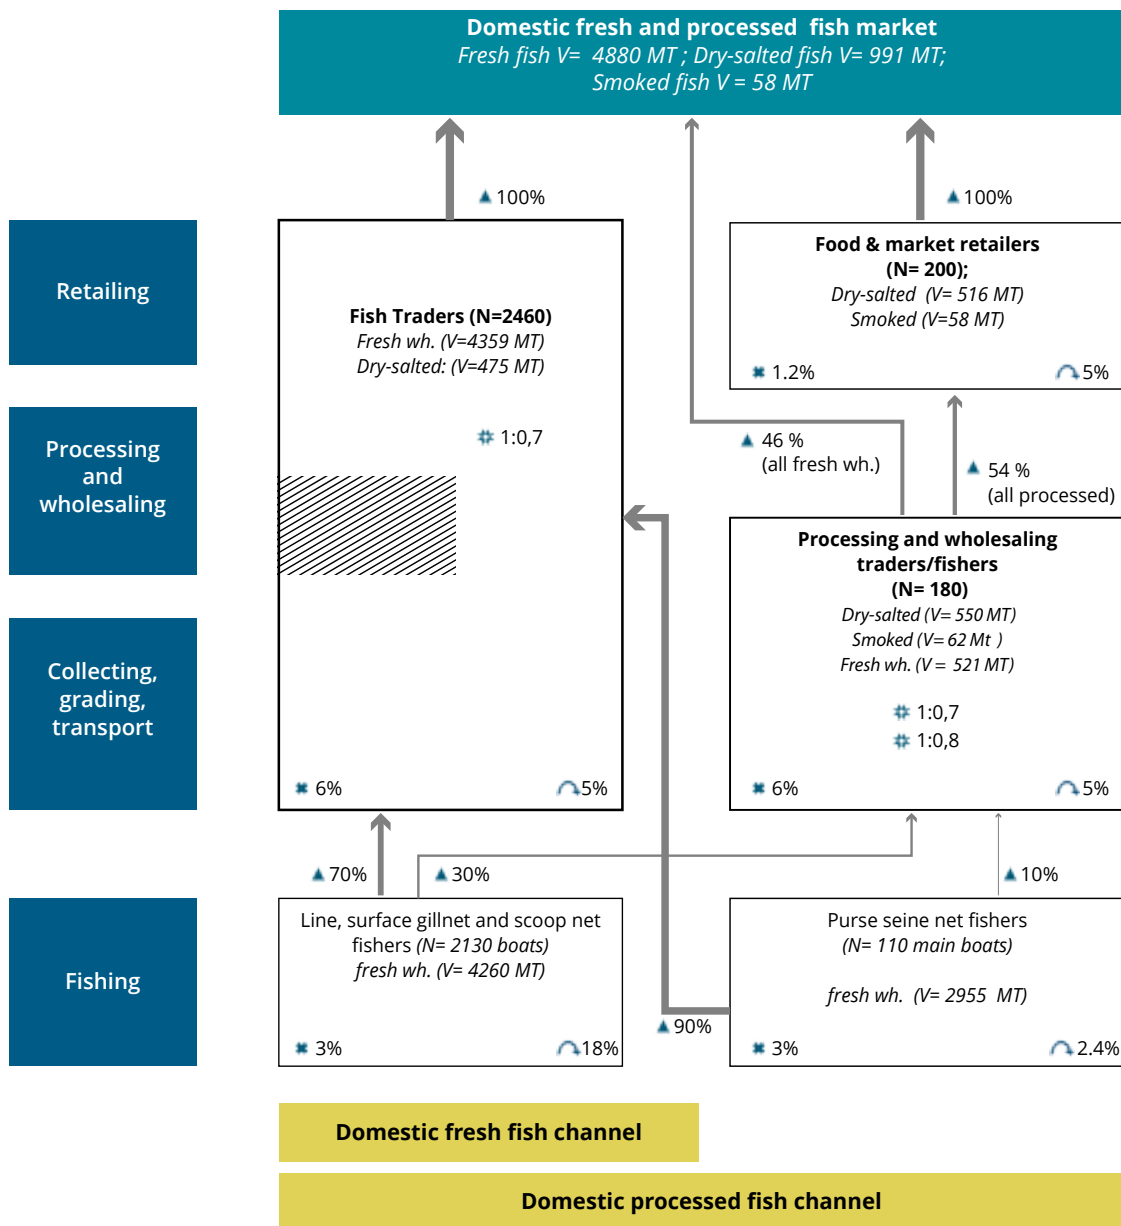 Domestic fresh and processed fish market
Fresh fish V= 4880 MT ; Dry-salted fish V= 991 MT;
Smoked fish V = 58 MT
100%
100%
Retailing
Fish Traders (N=2460)
Fresh wh. (V=4359 MT)
Dry-salted: (V=475 MT)
1:0,7
6%
5%
Food & market retailers
(N= 200);
Dry-salted (V= 516 MT)
Smoked (V=58 MT)
1.2%
5%
Processing
and
wholesaling
46 %
(all fresh wh.)
54 %
(all processed)
Processing and wholesaling
traders/fishers
(N= 180)
Dry-salted (V= 550 MT)
Smoked (V= 62 Mt )
Fresh wh. (V = 521 MT)
1:0,7
1:0,8
6%
5%
Collecting,
grading,
transport
70%
30%
10%
Fishing
Line, surface gillnet and scoop net
fishers (N= 2130 boats)
fresh wh. (V= 4260 MT)
3%
18%
90%
Purse seine net fishers
(N= 110 main boats)
fresh wh. (V= 2955 MT)
3%
2.4%
Domestic fresh fish channel
Domestic processed fish channel